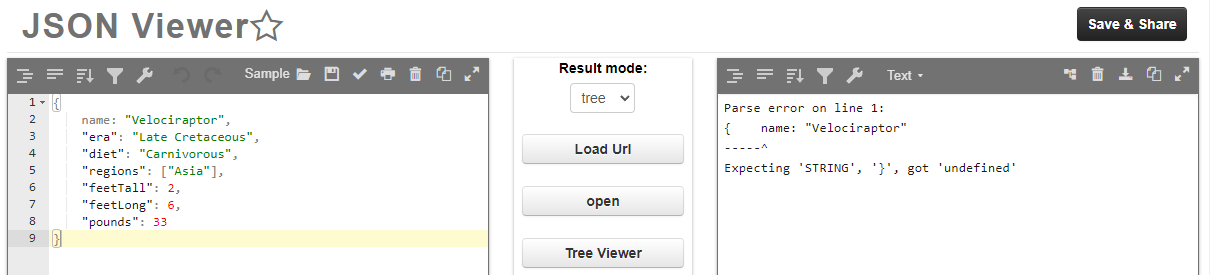 JSON Viewer
Save & Share
Sample
1 {
2 name: "Velociraptor",
3 "era": "Late Cretaceous",
4 "diet": "Carnivorous",
5 "regions": ["Asia"],
6 "feetTall": 2,
7 "feetLong": 6,
8 "pounds": 33
9 }
Result mode:
tree
Load Url
open
Tree Viewer
Text
Parse error on line 1:
{    name: "Velociraptor"
-----^
Expecting 'STRING', '}', got 'undefined'